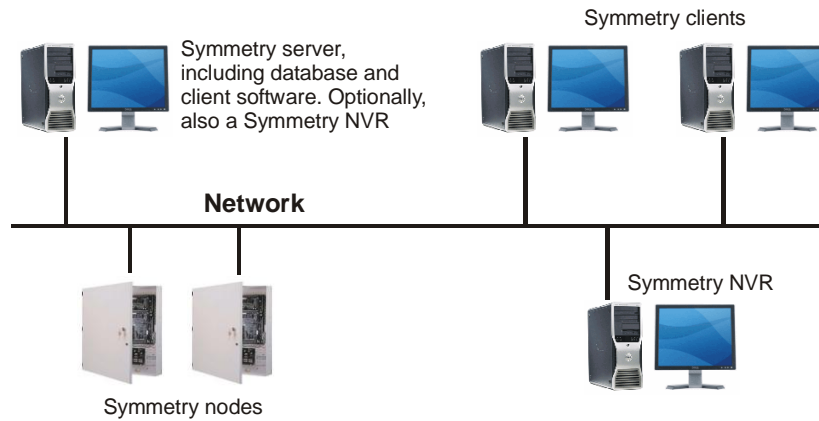 Symmetry clients
Symmetry server,
including database and
client software. Optionally,
also a Symmetry NVR
Network
Symmetry NVR
Symmetry nodes